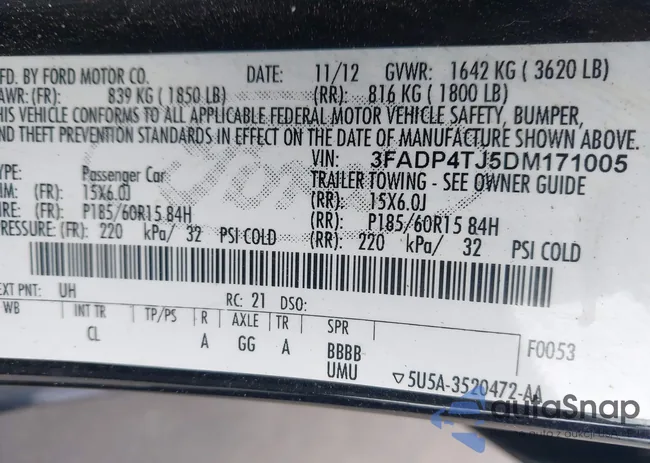 FD. BY FORD MOTOR CO. DATE: 11/12 GVWR: 1642 KG ( 3620 LB)
AWR: (FR): 839 KG ( 1850 LB) (RR): 816 KG ( 1800 LB)
THIS VEHICLE CONFORMS TO ALL APPLICABLE FEDERAL MOTOR VEHICLE SAFETY, BUMPER,
AND THEFT PREVENTION STANDARDS IN EFFECT ON THE DATE OF MANUFACTURE SHOWN ABOVE.
VIN: 3FADP4TJ5DM171005
YPE: Passenger Car TRAILER TOWING - SEE OWNER GUIDE
IM: (FR): 15X6.0J (RR): 15X6.0J
IRE: (FR): P185/60R15 84H (RR): P185/60R15 84H
PRESSURE: (FR): 220 kPa/ 32 PSI COLD (RR): 220 kPa/ 32 PSI COLD
EXT PNT: UH RC: 21 DSO:
WB INT TR TP/PS R AXLE TR SPR
CL A GG A BBBB F0053
UMU ▽5U5A-3520472-AA
autoSnap